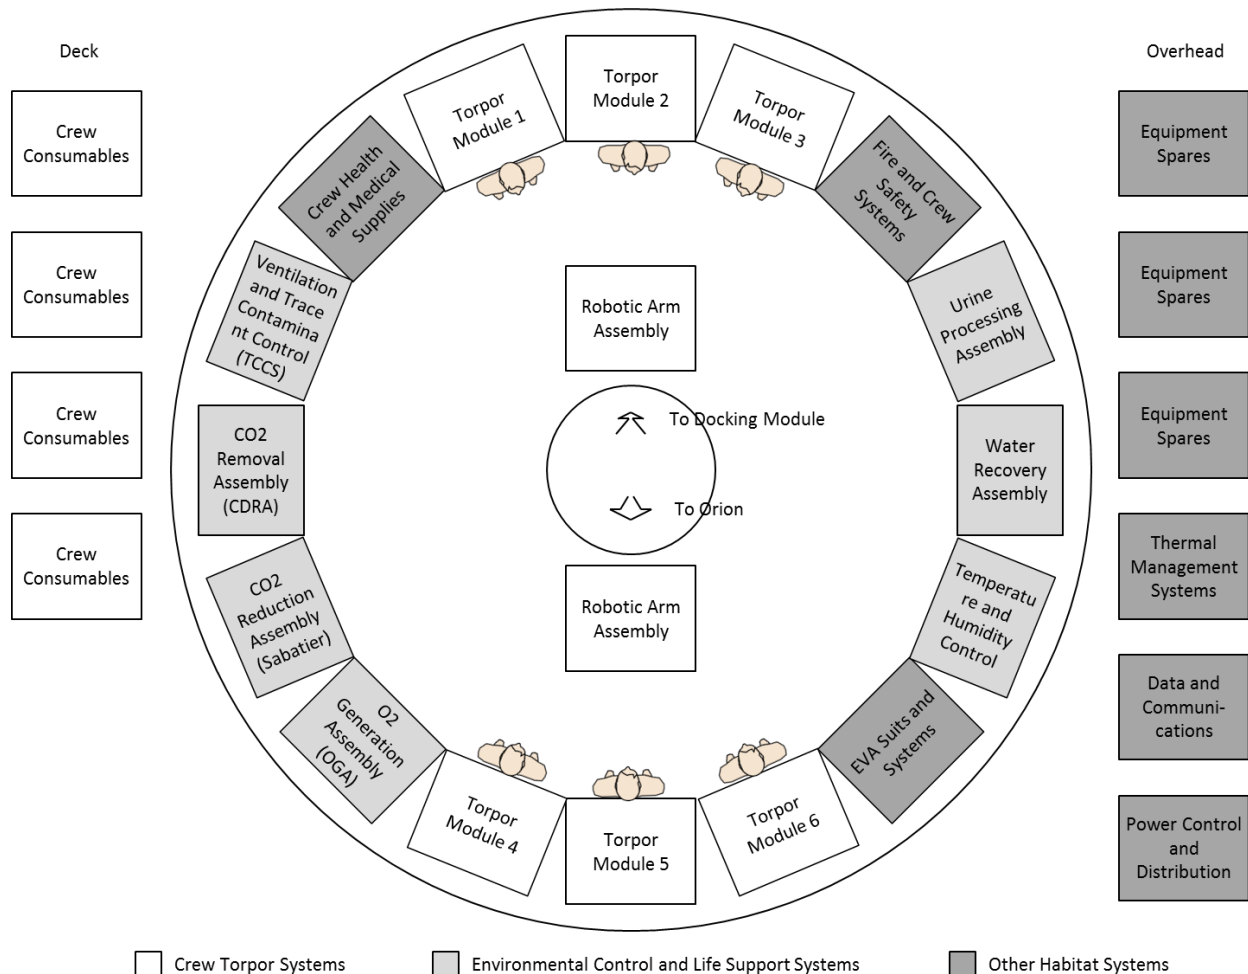 Deck
Overhead
Crew
Consumables
Crew
Consumables
Crew
Consumables
Crew
Consumables
Torpor
Module 1
Torpor
Module 2
Torpor
Module 3
Fire and Crew
Safety
Systems
Urine
Processing
Assembly
Water
Recovery
Assembly
Temperatu
re and
Humidity
Control
EVA Suits and
Systems
Torpor
Module 6
Torpor
Module 5
Torpor
Module 4
O2
Generation
Assembly
(OGA)
CO2
Reduction
Assembly
(Sabatier)
CO2
Removal
Assembly
(CDRA)
Ventilation
and Trace
Contamina
nt Control
(TCCS)
Crew Health
and Medical
Supplies
Robotic Arm
Assembly
To Docking Module
To Orion
Robotic Arm
Assembly
Equipment
Spares
Equipment
Spares
Equipment
Spares
Thermal
Management
Systems
Data and
Communi-
cations
Power Control
and
Distribution
Crew Torpor Systems
Environmental Control and Life Support Systems
Other Habitat Systems